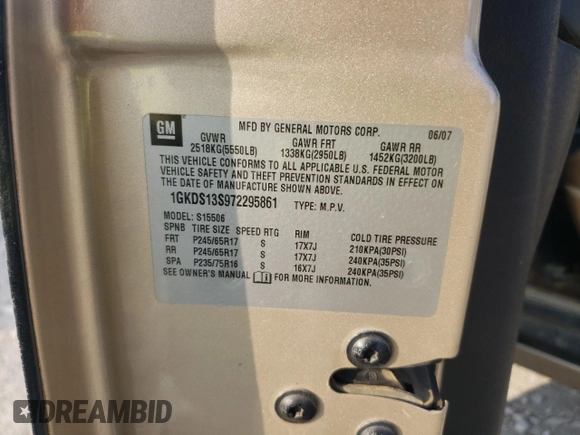 GM
MFD BY GENERAL MOTORS CORP. 06/07
GVWR GAWR FRT GAWR RR
2518KG(5550LB) 1338KG(2950LB) 1452KG(3200LB)
THIS VEHICLE CONFORMS TO ALL APPLICABLE U.S. FEDERAL MOTOR
VEHICLE SAFETY AND THEFT PREVENTION STANDARDS IN EFFECT ON
THE DATE OF MANUFACTURE SHOWN ABOVE.
1GKDS13S972295861 TYPE: M.P.V.
MODEL: S15506
SPNB TIRE SIZE SPEED RTG RIM COLD TIRE PRESSURE
FRT P245/65R17 S 17X7J 210KPA(30PSI)
RR P245/65R17 S 17X7J 240KPA(35PSI)
SPA P235/75R16 S 16X7J 240KPA(35PSI)
SEE OWNER'S MANUAL FOR MORE INFORMATION.
DREAMBID